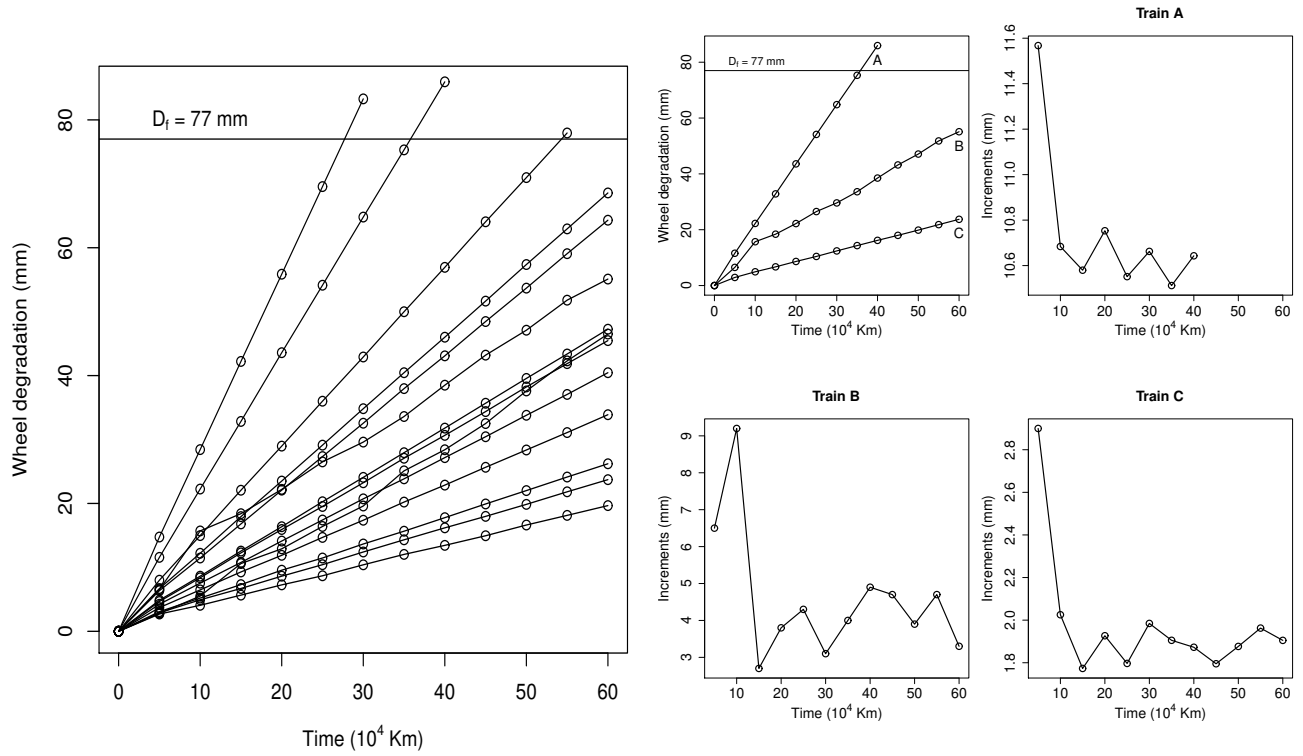 Wheel degradation (mm)
80
60
40
20
0
D_f = 77 mm
0 10 20 30 40 50 60
Time (10^4 Km)
Wheel degradation (mm)
80
60
40
20
0
D_f = 77 mm
A
B
C
0 10 20 30 40 50 60
Time (10^4 Km)
Train A
Increments (mm)
11.6
11.4
11.2
11.0
10.8
10.6
10 20 30 40 50 60
Time (10^4 Km)
Train B
Increments (mm)
9
8
7
6
5
4
3
10 20 30 40 50 60
Time (10^4 Km)
Train C
Increments (mm)
2.8
2.6
2.4
2.2
2.0
1.8
10 20 30 40 50 60
Time (10^4 Km)